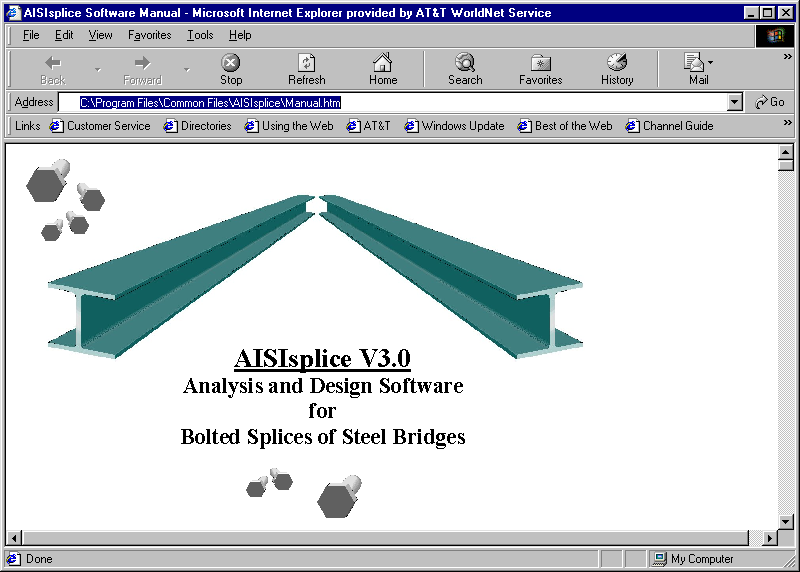 AISIsplice Software Manual - Microsoft Internet Explorer provided by AT&T WorldNet Service
File Edit View Favorites Tools Help
Back Forward Stop Refresh Home Search Favorites History Mail »
Address C:\Program Files\Common Files\AISIsplice\Manual.htm Go
Links Customer Service Directories Using the Web AT&T Windows Update Best of the Web Channel Guide »
AISIsplice V3.0
Analysis and Design Software
for
Bolted Splices of Steel Bridges
Done My Computer